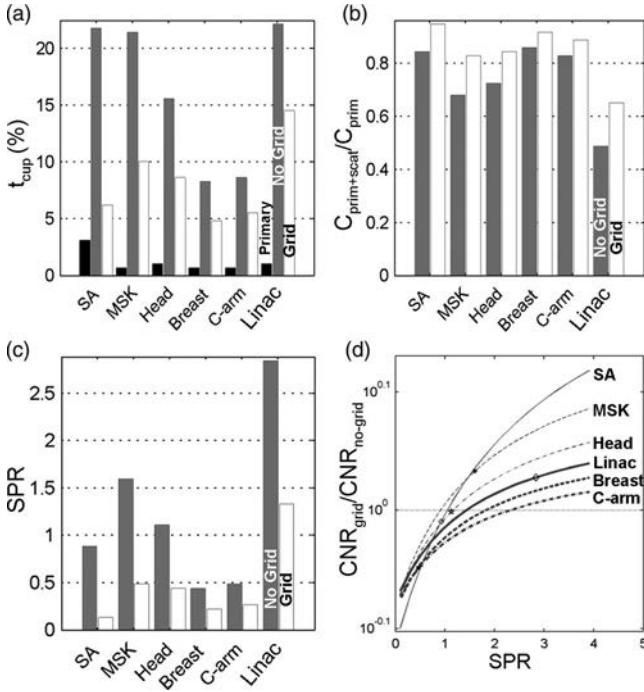 (a)
20
15
10
5
0
t_cup (%)
Primary
No Grid
Grid
SA
MSK
Head
Breast
C-arm
Linac
(b)
0.8
0.6
0.4
0.2
0
C_prim+scat/C_prim
No Grid
Grid
SA
MSK
Head
Breast
C-arm
Linac
(c)
2.5
2
1.5
1
0.5
0
SPR
No Grid
Grid
SA
MSK
Head
Breast
C-arm
Linac
(d)
10^0.1
10^0
10^-0.1
CNR_grid/CNR_no-grid
SA
MSK
Head
Linac
Breast
C-arm
0 1 2 3 4 5
SPR